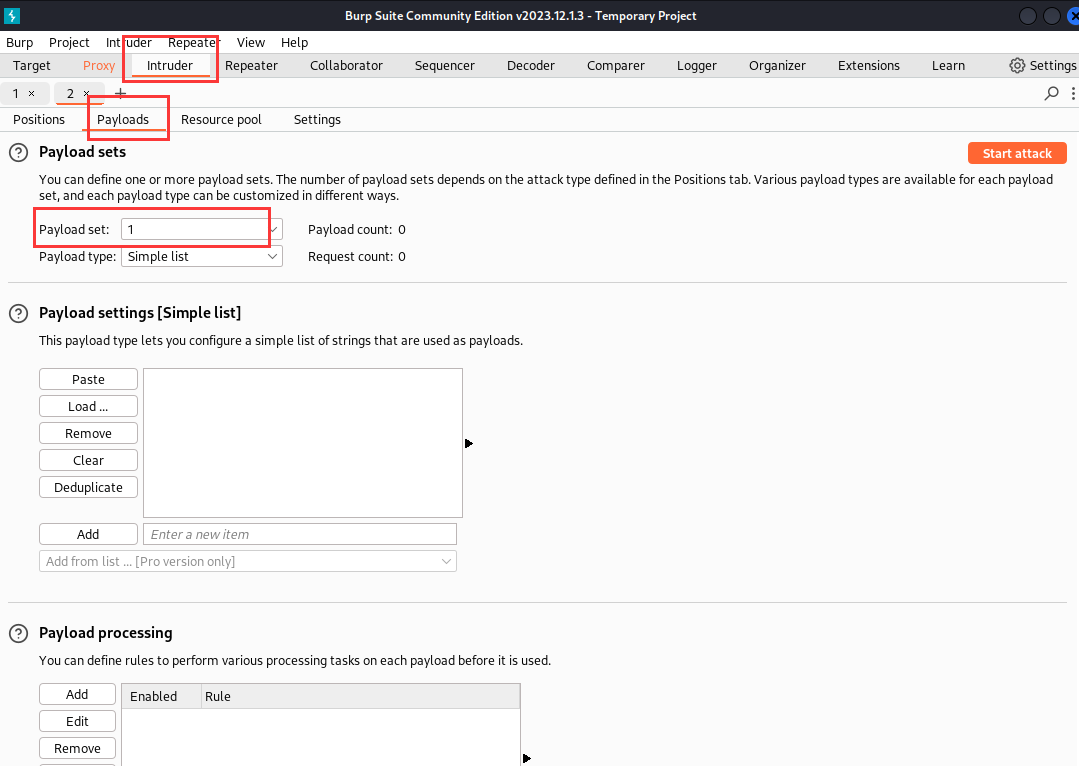 Burp Suite Community Edition v2023.12.1.3 - Temporary Project
Burp Project Intruder Repeater View Help
Target Proxy Intruder Repeater Collaborator Sequencer Decoder Comparer Logger Organizer Extensions Learn Settings
1 × 2 × +
Positions Payloads Resource pool Settings
? Payload sets Start attack
You can define one or more payload sets. The number of payload sets depends on the attack type defined in the Positions tab. Various payload types are available for each payload
set, and each payload type can be customized in different ways.
Payload set: 1 Payload count: 0
Payload type: Simple list Request count: 0
? Payload settings [Simple list]
This payload type lets you configure a simple list of strings that are used as payloads.
Paste
Load ...
Remove
Clear
Deduplicate
Add Enter a new item
Add from list ... [Pro version only]
? Payload processing
You can define rules to perform various processing tasks on each payload before it is used.
Add Enabled Rule
Edit
Remove